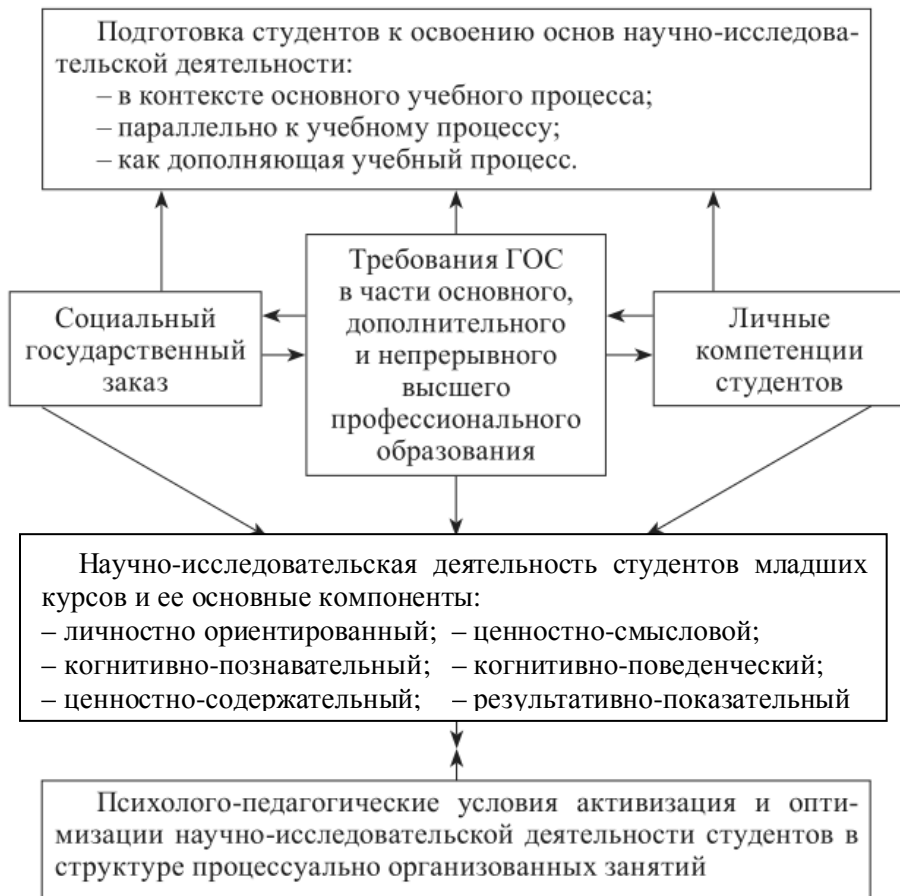 Подготовка студентов к освоению основ научно-исследова-
тельской деятельности:
– в контексте основного учебного процесса;
– параллельно к учебному процессу;
– как дополняющая учебный процесс.
Социальный
государственный
заказ
Требования ГОС
в части основного,
дополнительного
и непрерывного
высшего
профессионального
образования
Личные
компетенции
студентов
Научно-исследовательская деятельность студентов младших
курсов и ее основные компоненты:
– личностно ориентированный; – ценностно-смысловой;
– когнитивно-познавательный; – когнитивно-поведенческий;
– ценностно-содержательный; – результативно-показательный
Психолого-педагогические условия активизация и опти-
мизации научно-исследовательской деятельности студентов в
структуре процессуально организованных занятий